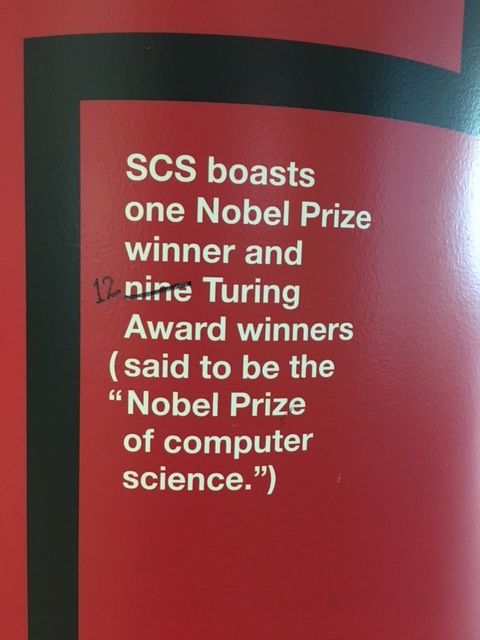 SCS boasts
one Nobel Prize
winner and
12 nine Turing
Award winners
(said to be the
“Nobel Prize
of computer
science.”)